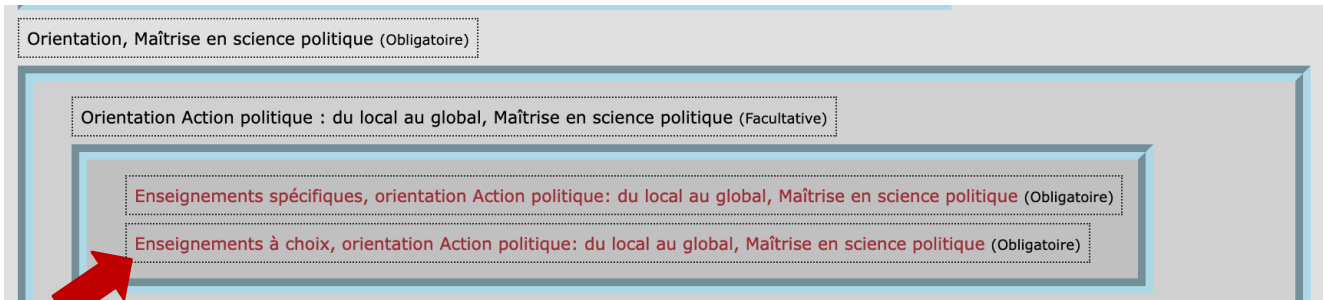 Orientation, Maîtrise en science politique (Obligatoire)
Orientation Action politique : du local au global, Maîtrise en science politique (Facultative)
Enseignements spécifiques, orientation Action politique: du local au global, Maîtrise en science politique (Obligatoire)
Enseignements à choix, orientation Action politique: du local au global, Maîtrise en science politique (Obligatoire)